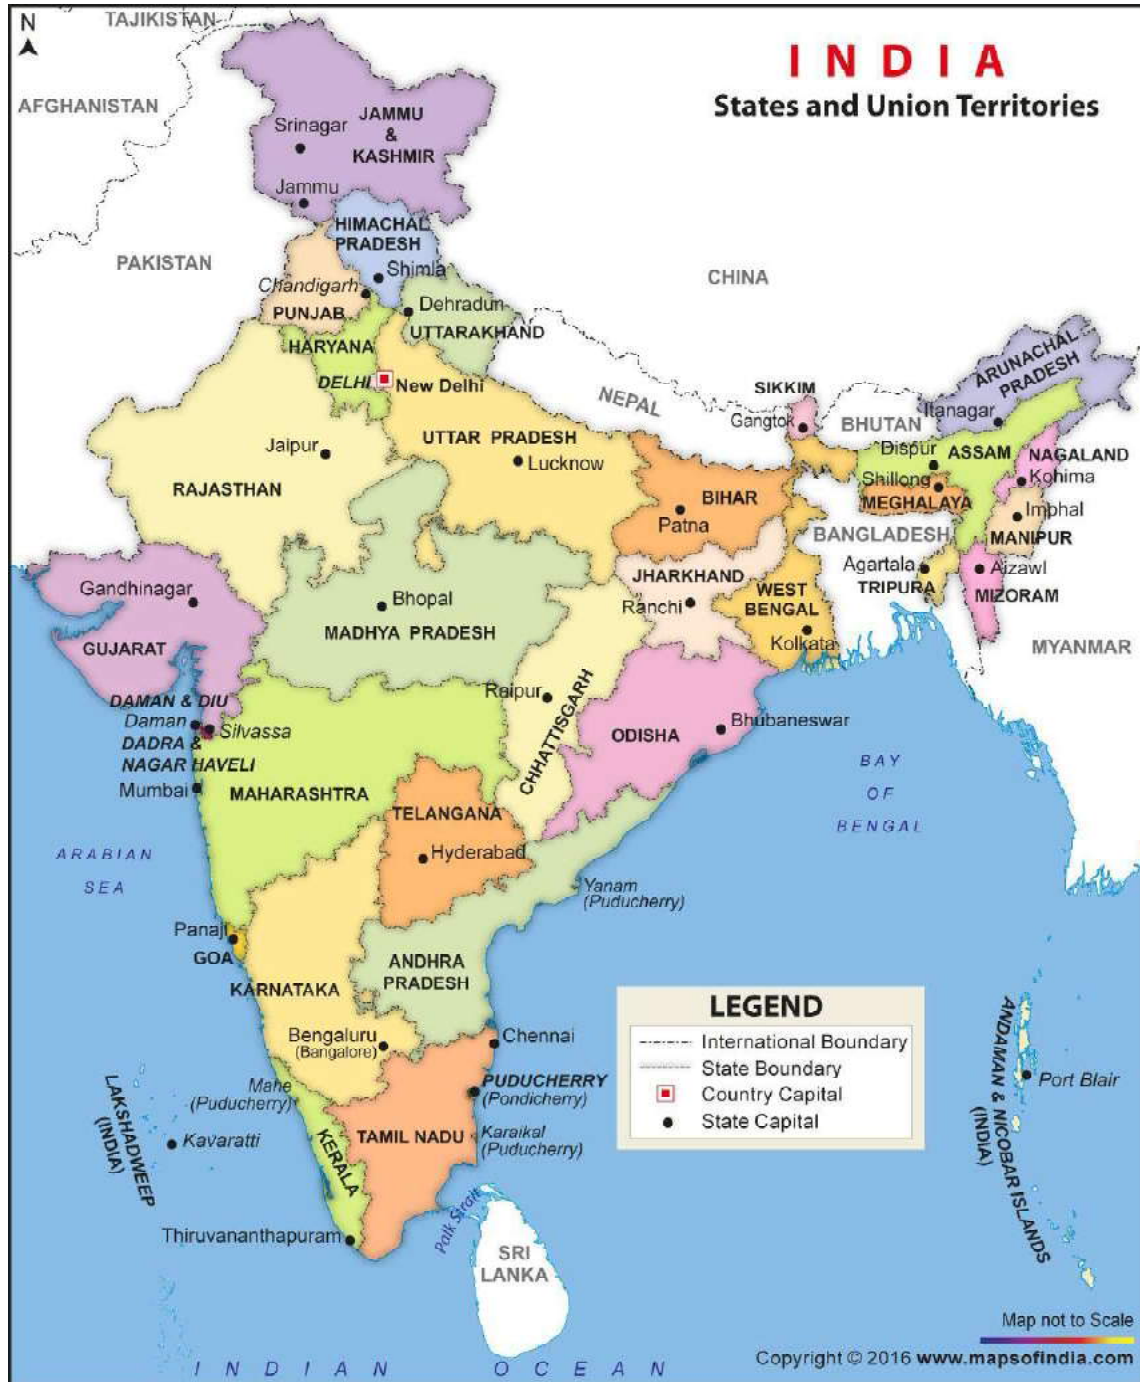 N
TAJIKISTAN
INDIA
States and Union Territories
AFGHANISTAN
JAMMU
&
KASHMIR
Srinagar
Jammu
HIMACHAL
PRADESH
Shimla
PAKISTAN
CHINA
Chandigarh
PUNJAB
Dehradun
UTTARAKHAND
HARYANA
DELHI
New Delhi
NEPAL
SIKKIM
Gangtok
BHUTAN
ARUNACHAL
PRADESH
Itanagar
Dispur
ASSAM
NAGALAND
Kohima
Shillong
MEGHALAYA
Imphal
MANIPUR
BANGLADESH
Agartala
TRIPURA
Aizawl
MIZORAM
MYANMAR
Jaipur
RAJASTHAN
UTTAR PRADESH
Lucknow
BIHAR
Patna
JHARKHAND
Ranchi
WEST
BENGAL
Kolkata
Gandhinagar
GUJARAT
Bhopal
MADHYA PRADESH
Raipur
CHHATTISGARH
ODISHA
Bhubaneswar
DAMAN & DIU
Daman
Silvassa
DADRA &
NAGAR HAVELI
Mumbai
MAHARASHTRA
TELANGANA
Hyderabad
BAY
OF
BENGAL
ARABIAN
SEA
Yanam
(Puducherry)
Panaji
GOA
KARNATAKA
ANDHRA
PRADESH
Bengaluru
(Bangalore)
Chennai
Mahe
(Puducherry)
PUDUCHERRY
(Pondicherry)
LAKSHADWEEP
(INDIA)
Kavaratti
KERALA
TAMIL NADU
Karaikal
(Puducherry)
Thiruvananthapuram
Palk Strait
SRI
LANKA
LEGEND
International Boundary
State Boundary
Country Capital
State Capital
ANDAMAN & NICOBAR ISLANDS
(INDIA)
Port Blair
INDIAN OCEAN
Map not to Scale
Copyright © 2016 www.mapsofindia.com